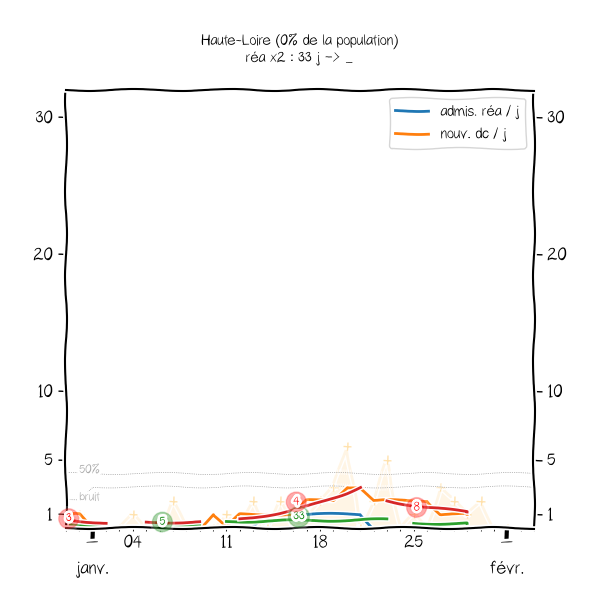 Haute-Loire (0% de la population)
réa x2 : 33 j -> _
admis. réa / j
nouv. dc / j
30
30
20
20
10
10
5
5
...50%
...bruit
1
1
3
5
4
33
8
04
11
18
25
janv.
févr.